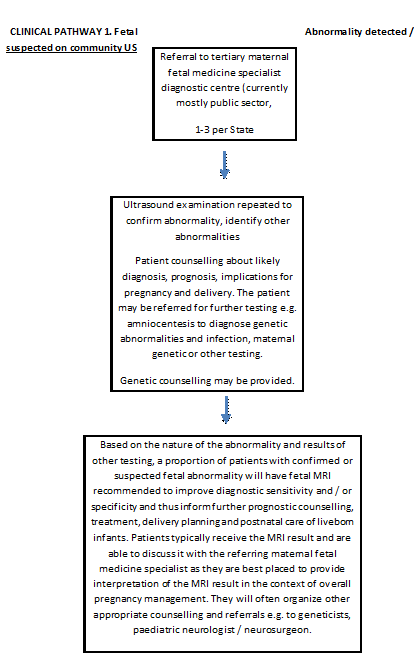 CLINICAL PATHWAY 1. Fetal Abnormality detected /
suspected on community US
Referral to tertiary maternal
fetal medicine specialist
diagnostic centre (currently
mostly public sector,
1-3 per State
Ultrasound examination repeated to
confirm abnormality, identify other
abnormalities
Patient counselling about likely
diagnosis, prognosis, implications for
pregnancy and delivery. The patient
may be referred for further testing e.g.
amniocentesis to diagnose genetic
abnormalities and infection, maternal
genetic or other testing.
Genetic counselling may be provided.
Based on the nature of the abnormality and results of
other testing, a proportion of patients with confirmed or
suspected fetal abnormality will have fetal MRI
recommended to improve diagnostic sensitivity and / or
specificity and thus inform further prognostic counselling,
treatment, delivery planning and postnatal care of liveborn
infants. Patients typically receive the MRI result and are
able to discuss it with the referring maternal fetal
medicine specialist as they are best placed to provide
interpretation of the MRI result in the context of overall
pregnancy management. They will often organize other
appropriate counselling and referrals e.g. to geneticists,
paediatric neurologist / neurosurgeon.